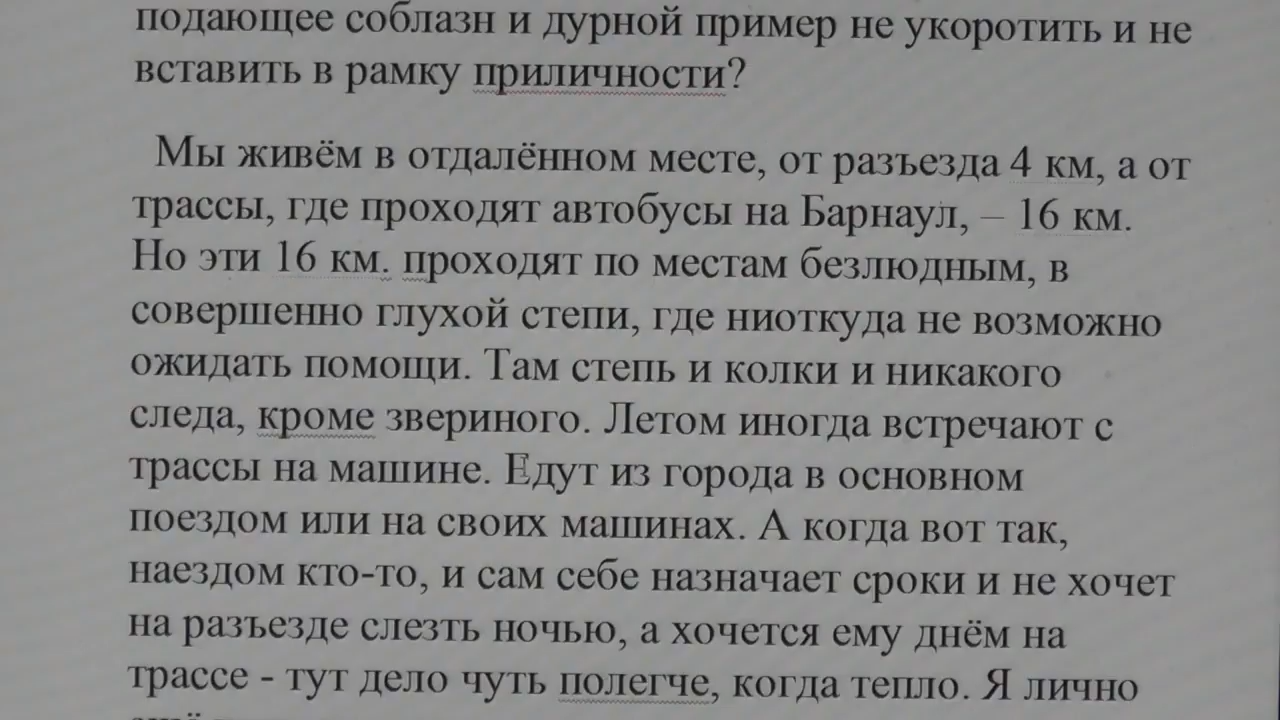 подающее соблазн и дурной пример не укоротить и не
вставить в рамку приличности?
Мы живём в отдалённом месте, от разъезда 4 км, а от
трассы, где проходят автобусы на Барнаул, – 16 км.
Но эти 16 км. проходят по местам безлюдным, в
совершенно глухой степи, где ниоткуда не возможно
ожидать помощи. Там степь и колки и никакого
следа, кроме звериного. Летом иногда встречают с
трассы на машине. Едут из города в основном
поездом или на своих машинах. А когда вот так,
наездом кто-то, и сам себе назначает сроки и не хочет
на разъезде слезть ночью, а хочется ему днём на
трассе - тут дело чуть полегче, когда тепло. Я лично